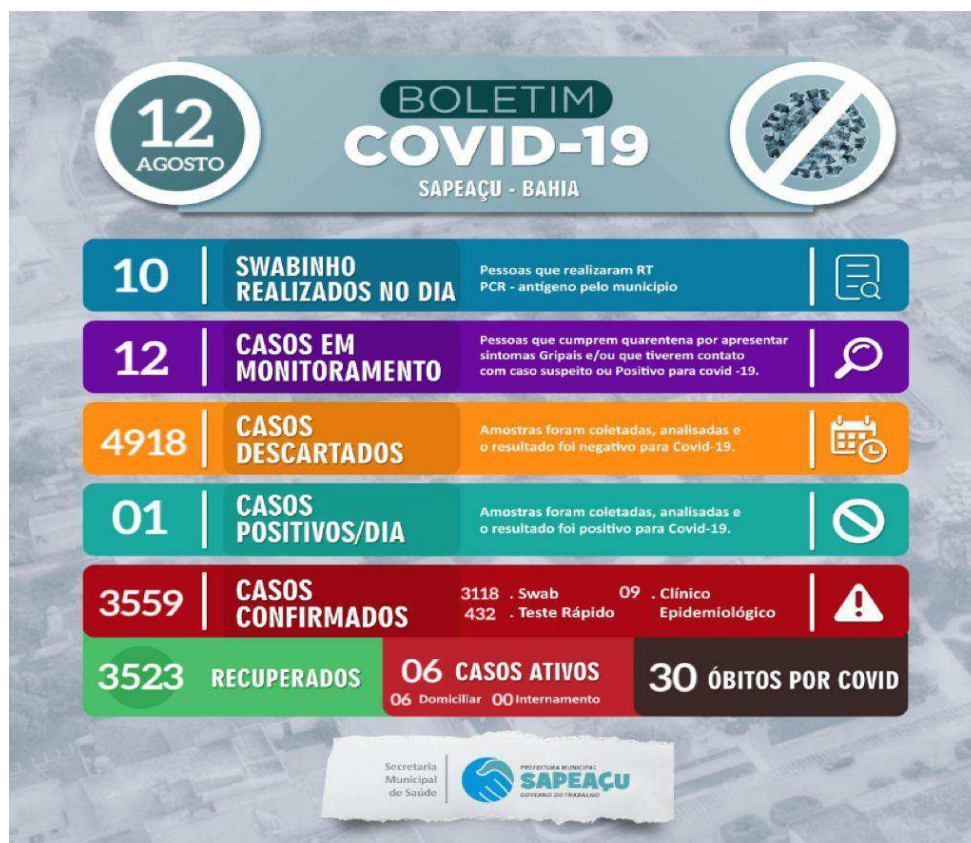 12
AGOSTO
BOLETIM
COVID-19
SAPEAÇU - BAHIA
10
SWABINHO
REALIZADOS NO DIA
Pessoas que realizaram RT
PCR - antígeno pelo município
12
CASOS EM
MONITORAMENTO
Pessoas que cumprem quarentena por apresentar
sintomas Gripais e/ou que tiverem contato
com caso suspeito ou Positivo para covid -19.
4918
CASOS
DESCARTADOS
Amostras foram coletadas, analisadas e
o resultado foi negativo para Covid-19.
01
CASOS
POSITIVOS/DIA
Amostras foram coletadas, analisadas e
o resultado foi positivo para Covid-19.
3559
CASOS
CONFIRMADOS
3118 . Swab
432 . Teste Rápido
09 . Clínico
Epidemiológico
3523 RECUPERADOS
06 CASOS ATIVOS
06 Domiciliar 00 Internamento
30 ÓBITOS POR COVID
Secretaria
Municipal
de Saúde
PREFEITURA MUNICIPAL
SAPEAÇU
GOVERNO DO TRABALHO